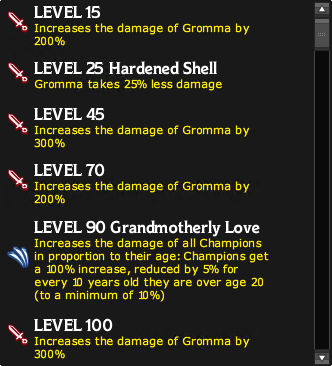 LEVEL 15
Increases the damage of Gromma by
200%
LEVEL 25 Hardened Shell
Gromma takes 25% less damage
LEVEL 45
Increases the damage of Gromma by
300%
LEVEL 70
Increases the damage of Gromma by
200%
LEVEL 90 Grandmotherly Love
Increases the damage of all Champions
in proportion to their age: Champions get
a 100% increase, reduced by 5% for
every 10 years old they are over age 20
(to a minimum of 10%)
LEVEL 100
Increases the damage of Gromma by
300%